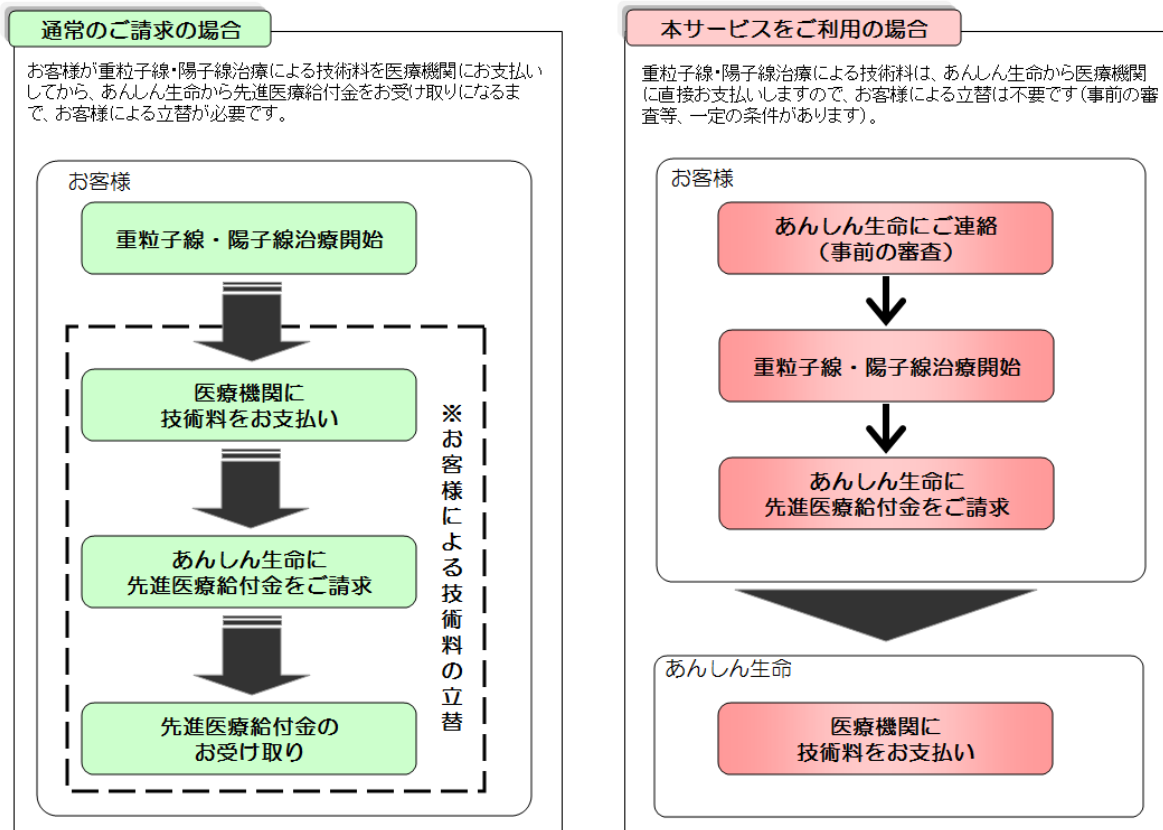 通常のご請求の場合
お客様が重粒子線・陽子線治療による技術料を医療機関にお支払い
してから、あんしん生命から先進医療給付金をお受け取りになるま
で、お客様による立替が必要です。
お客様
重粒子線・陽子線治療開始
医療機関に
技術料をお支払い
あんしん生命に
先進医療給付金をご請求
先進医療給付金の
お受け取り
※お客様による技術料の立替
本サービスをご利用の場合
重粒子線・陽子線治療による技術料は、あんしん生命から医療機関
に直接お支払いしますので、お客様による立替は不要です（事前の審
査等、一定の条件があります）。
お客様
あんしん生命にご連絡
（事前の審査）
重粒子線・陽子線治療開始
あんしん生命に
先進医療給付金をご請求
あんしん生命
医療機関に
技術料をお支払い